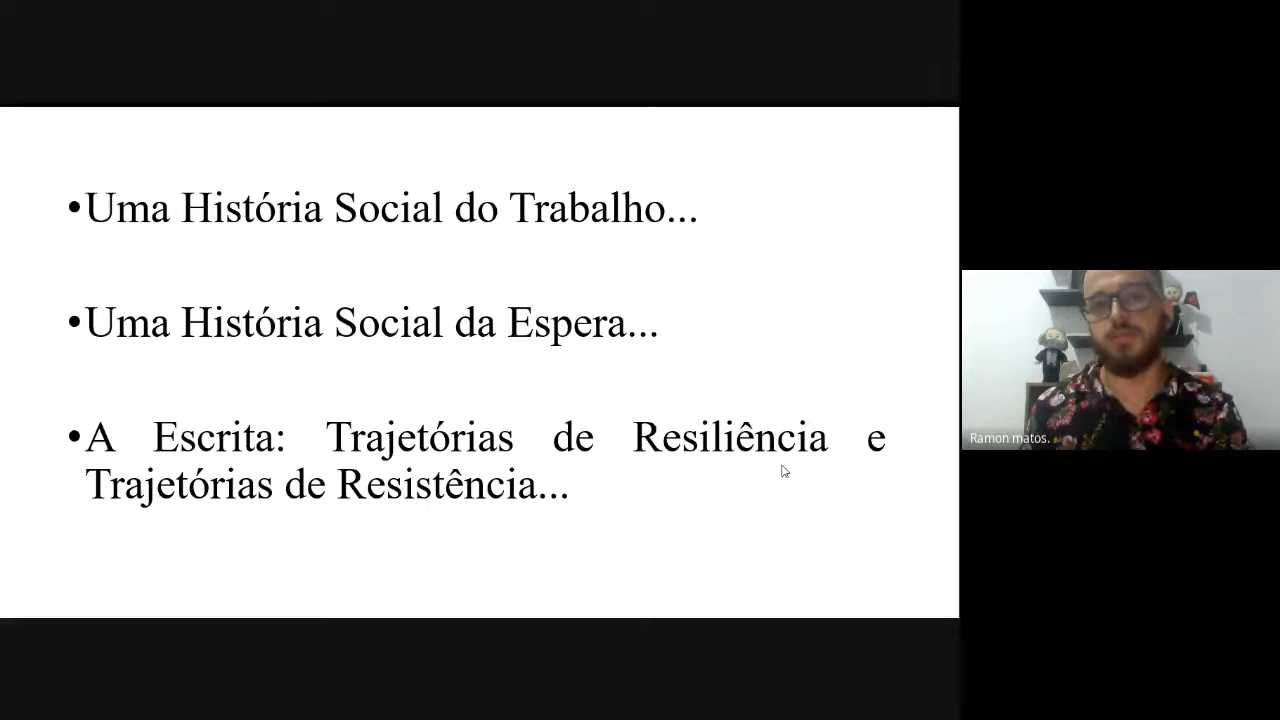 •Uma História Social do Trabalho...
•Uma História Social da Espera...
•A Escrita: Trajetórias de Resiliência e
Trajetórias de Resistência...
Ramon matos.